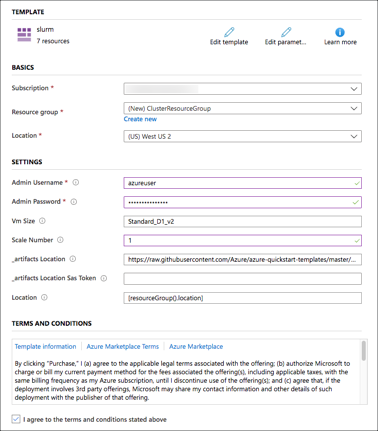 TEMPLATE
slurm
7 resources
Edit template
Edit paramet...
Learn more
BASICS
Subscription *
Resource group *
(New) ClusterResourceGroup
Create new
Location *
(US) West US 2
SETTINGS
Admin Username *
azureuser
Admin Password *
•••••••••••••••
Vm Size
Standard_D1_v2
Scale Number
1
_artifacts Location
https://raw.githubusercontent.com/Azure/azure-quickstart-templates/master/...
_artifacts Location Sas Token
Location
[resourceGroup().location]
TERMS AND CONDITIONS
Template information | Azure Marketplace Terms | Azure Marketplace
By clicking "Purchase," I (a) agree to the applicable legal terms associated with the offering; (b) authorize Microsoft to
charge or bill my current payment method for the fees associated the offering(s), including applicable taxes, with the
same billing frequency as my Azure subscription, until I discontinue use of the offering(s); and (c) agree that, if the
deployment involves 3rd party offerings, Microsoft may share my contact information and other details of such
deployment with the publisher of that offering.
I agree to the terms and conditions stated above